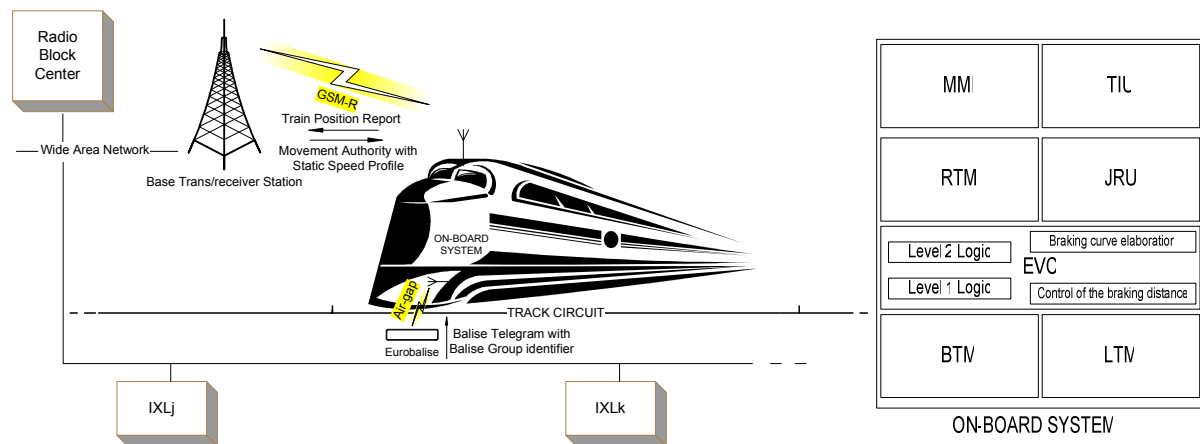 Radio
Block
Center
Wide Area Network
Base Trans/receiver Station
GSM-R
Train Position Report
Movement Authority with
Static Speed Profile
ON-BOARD
SYSTEM
Air-gap
TRACK CIRCUIT
Eurobalise
Balise Telegram with
Balise Group identifier
IXLj
IXLk
MMI
TIU
RTM
JRU
Level 2 Logic
Level 1 Logic
EVC
Braking curve elaboration
Control of the braking distance
BTM
LTM
ON-BOARD SYSTEM